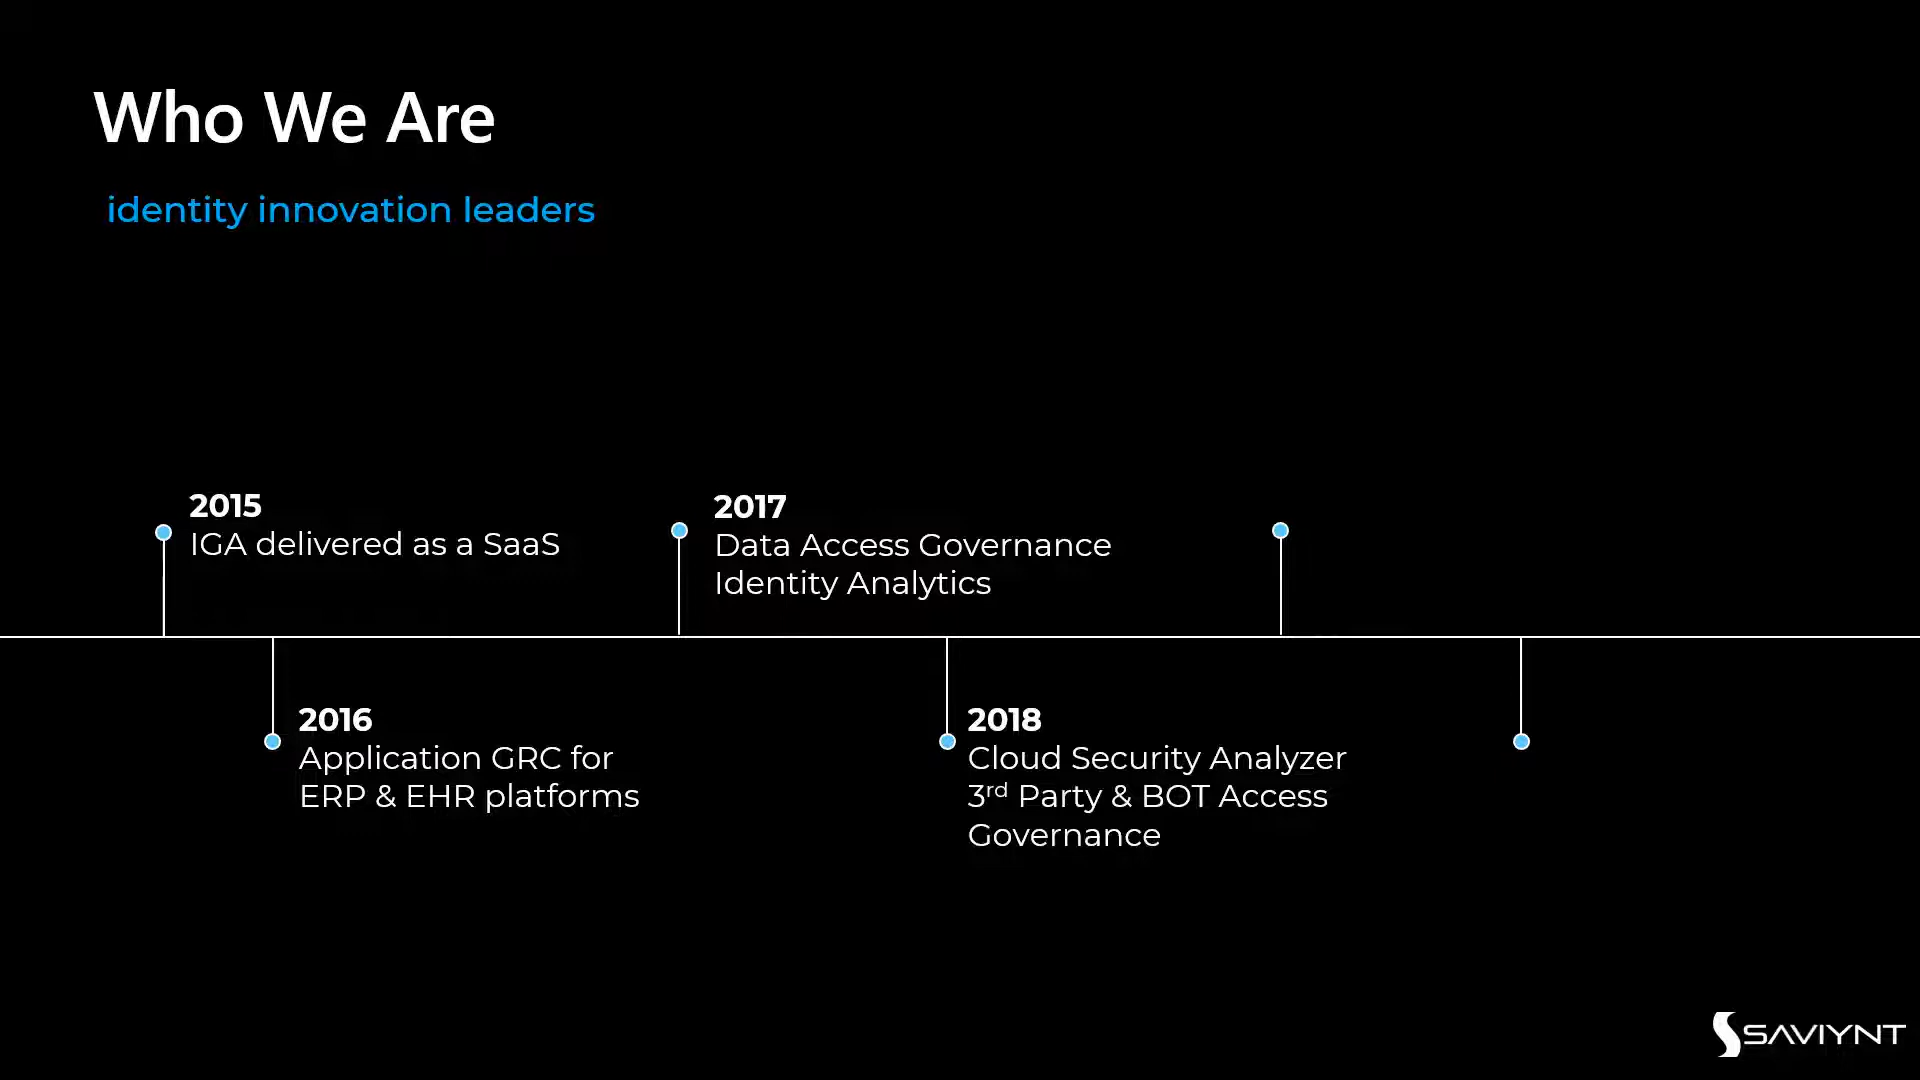 Who We Are
identity innovation leaders
2015
IGA delivered as a SaaS
2017
Data Access Governance
Identity Analytics
2016
Application GRC for
ERP & EHR platforms
2018
Cloud Security Analyzer
3rd Party & BOT Access
Governance
SAVIYNT